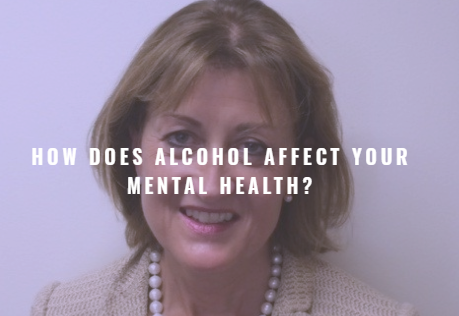 HOW DOES ALCOHOL AFFECT YOUR
MENTAL HEALTH?